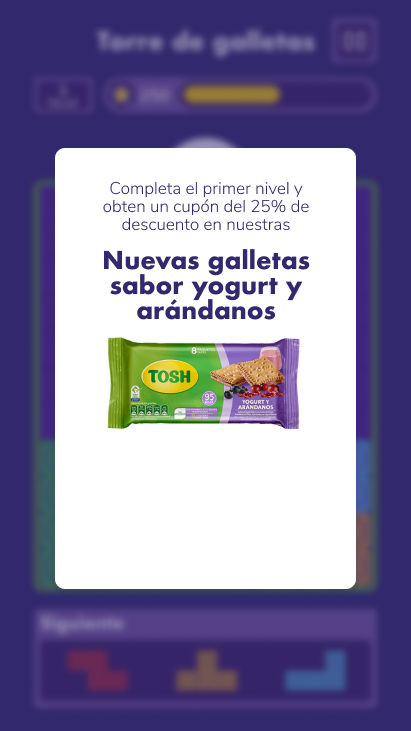 Torre de galletas
Completa el primer nivel y
obten un cupón del 25% de
descuento en nuestras
Nuevas galletas
sabor yogurt y
arándanos
8
TOSH
95
YOGURT Y
ARÁNDANOS
Siguiente